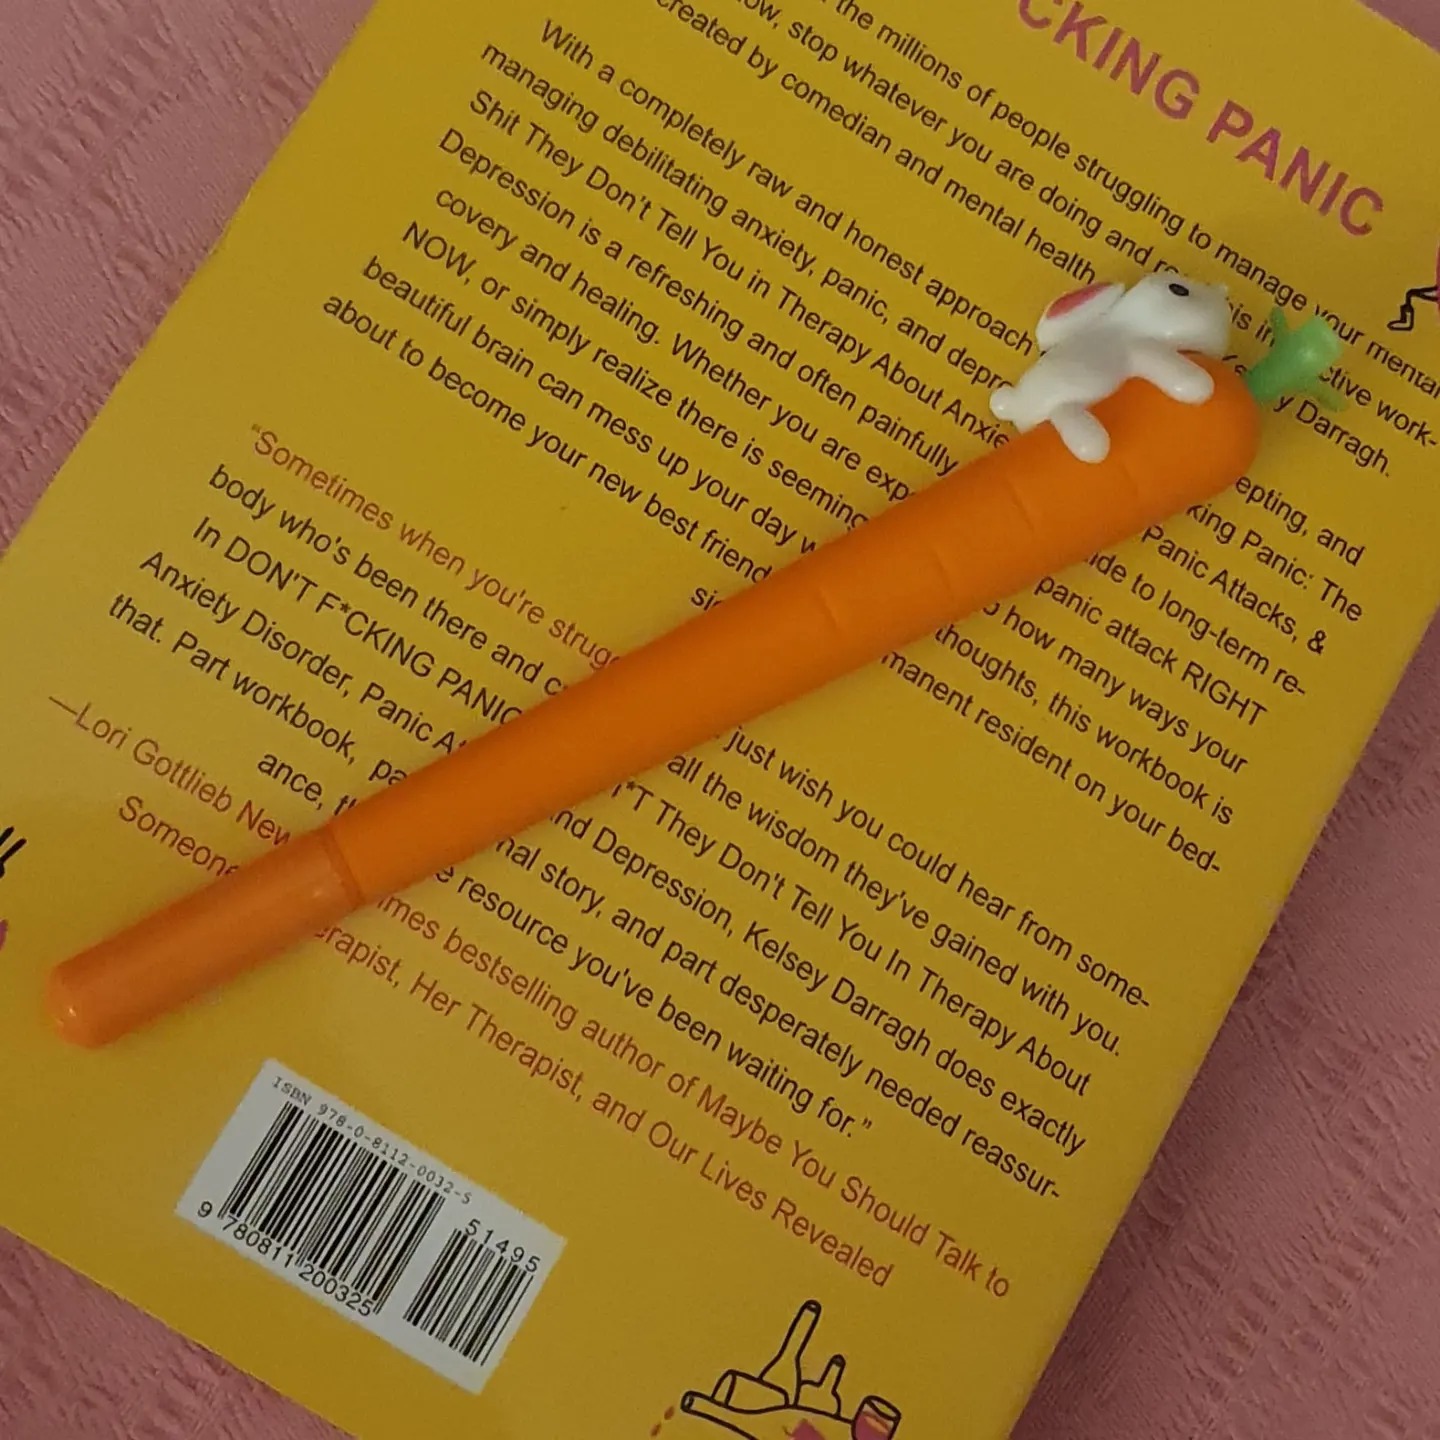 CKING PANIC
the millions of people struggling to manage your mental
now, stop whatever you are doing and is in ctive work-
created by comedian and mental health y Darragh.
With a completely raw and honest approach epting, and
managing debilitating anxiety, panic, and depre king Panic: The
Shit They Don't Tell You in Therapy About Anxie Panic Attacks, &
Depression is a refreshing and often painfully ide to long-term re-
covery and healing. Whether you are exp panic attack RIGHT
NOW, or simply realize there is seeming how many ways your
beautiful brain can mess up your day w thoughts, this workbook is
about to become your new best friend manent resident on your bed-
sid
"Sometimes when you're strugg just wish you could hear from some-
body who's been there and c all the wisdom they've gained with you.
In DON'T F*CKING PANIC *T They Don't Tell You In Therapy About
Anxiety Disorder, Panic At nd Depression, Kelsey Darragh does exactly
that. Part workbook, pa nal story, and part desperately needed reassur-
ance, th e resource you've been waiting for."
—Lori Gottlieb New imes bestselling author of Maybe You Should Talk to
Someone erapist, Her Therapist, and Our Lives Revealed
ISBN 978-0-8112-0032-5
51495
9 780811 200325